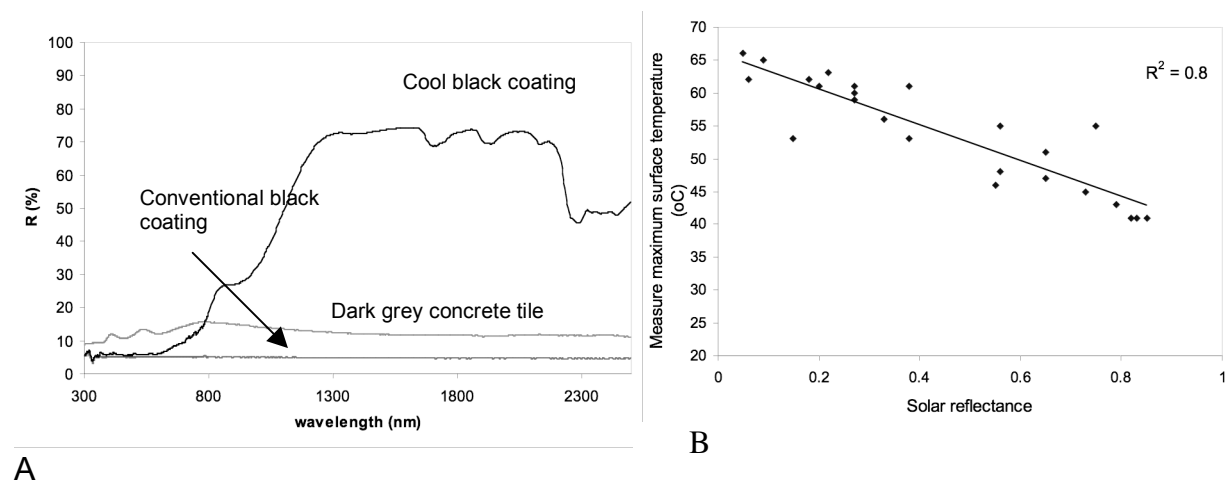 100
90
80
70
60
50
40
30
20
10
0
R (%)
Cool black coating
Conventional black
coating
Dark grey concrete tile
300 800 1300 1800 2300
wavelength (nm)
A
70
65
60
55
50
45
40
35
30
25
20
Measure maximum surface temperature
(oC)
R2 = 0.8
0 0.2 0.4 0.6 0.8 1
Solar reflectance
B